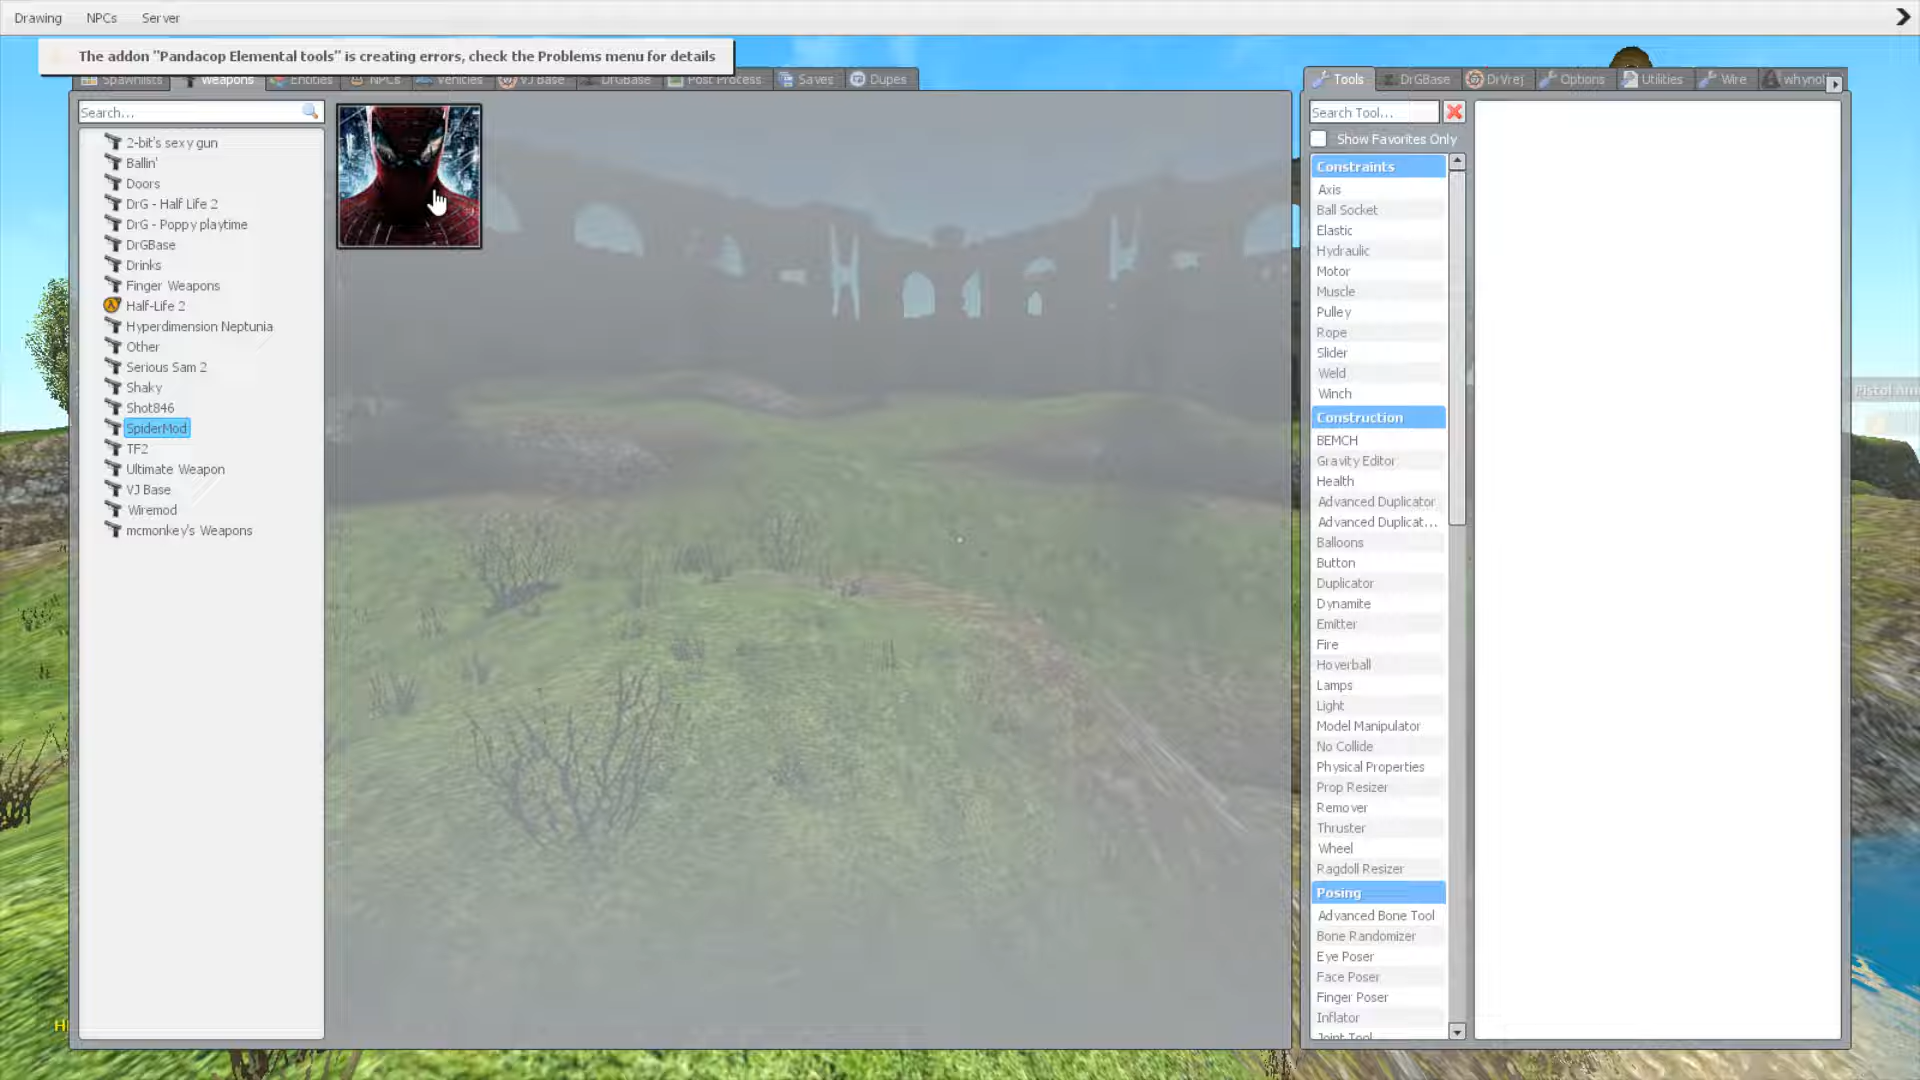 Drawing NPCs Server
The addon "Pandacop Elemental tools" is creating errors, check the Problems menu for details
Spawnlists Weapons Entities NPCs Vehicles VJ Base DrGBase Post Process Saves Dupes
Search...
2-bit's sexy gun
Ballin'
Doors
DrG - Half Life 2
DrG - Poppy playtime
DrGBase
Drinks
Finger Weapons
Half-Life 2
Hyperdimension Neptunia
Other
Serious Sam 2
Shaky
Shot846
SpiderMod
TF2
Ultimate Weapon
VJ Base
Wiremod
mcmonkey's Weapons
Tools DrGBase DrVrej Options Utilities Wire
Search Tool...
Show Favorites Only
Constraints
Axis
Ball Socket
Elastic
Hydraulic
Motor
Muscle
Pulley
Rope
Slider
Weld
Winch
Construction
BEMCH
Gravity Editor
Health
Advanced Duplicator
Advanced Duplicat...
Balloons
Button
Duplicator
Dynamite
Emitter
Fire
Hoverball
Lamps
Light
Model Manipulator
No Collide
Physical Properties
Prop Resizer
Remover
Thruster
Wheel
Ragdoll Resizer
Posing
Advanced Bone Tool
Bone Randomizer
Eye Poser
Face Poser
Finger Poser
Inflator
Joint Tool
Pistol